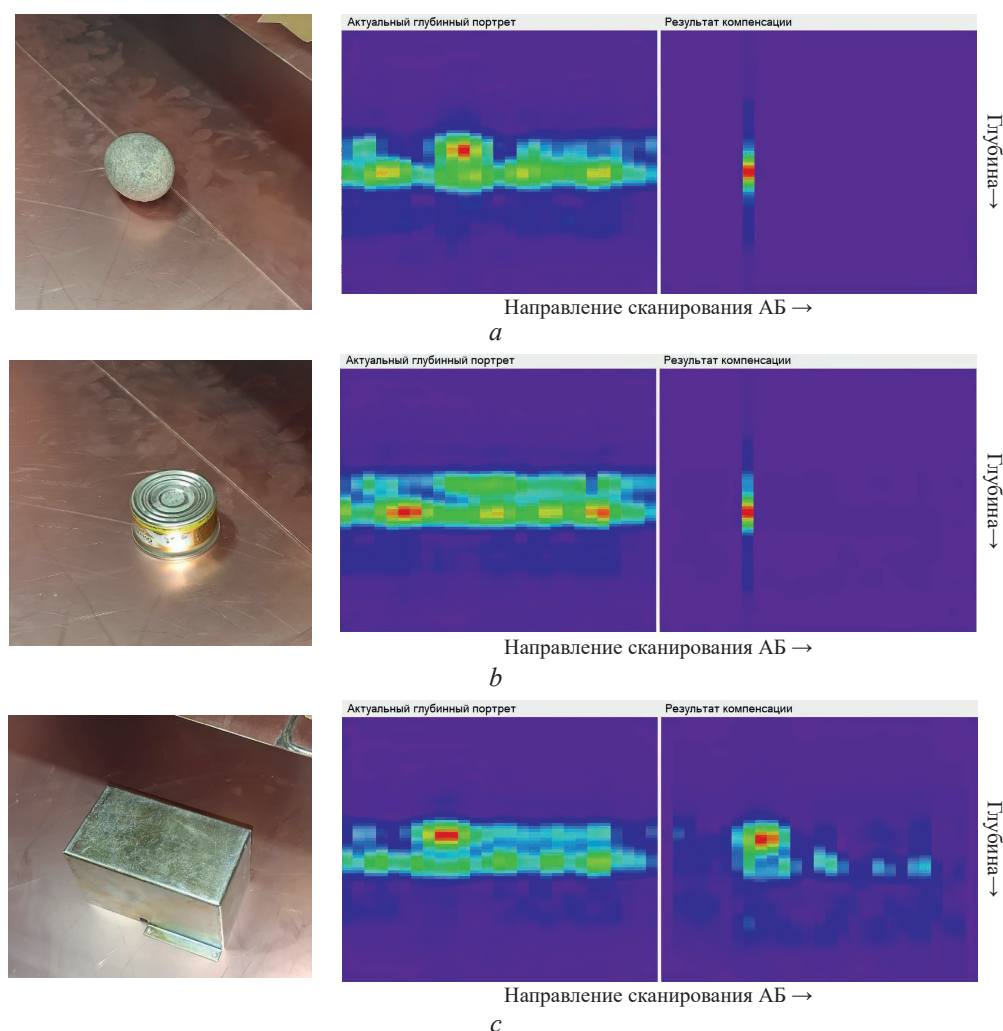 Актуальный глубинный портрет
Результат компенсации
Глубина→
Направление сканирования АБ →
a
Актуальный глубинный портрет
Результат компенсации
Глубина→
Направление сканирования АБ →
b
Актуальный глубинный портрет
Результат компенсации
Глубина→
Направление сканирования АБ →
c